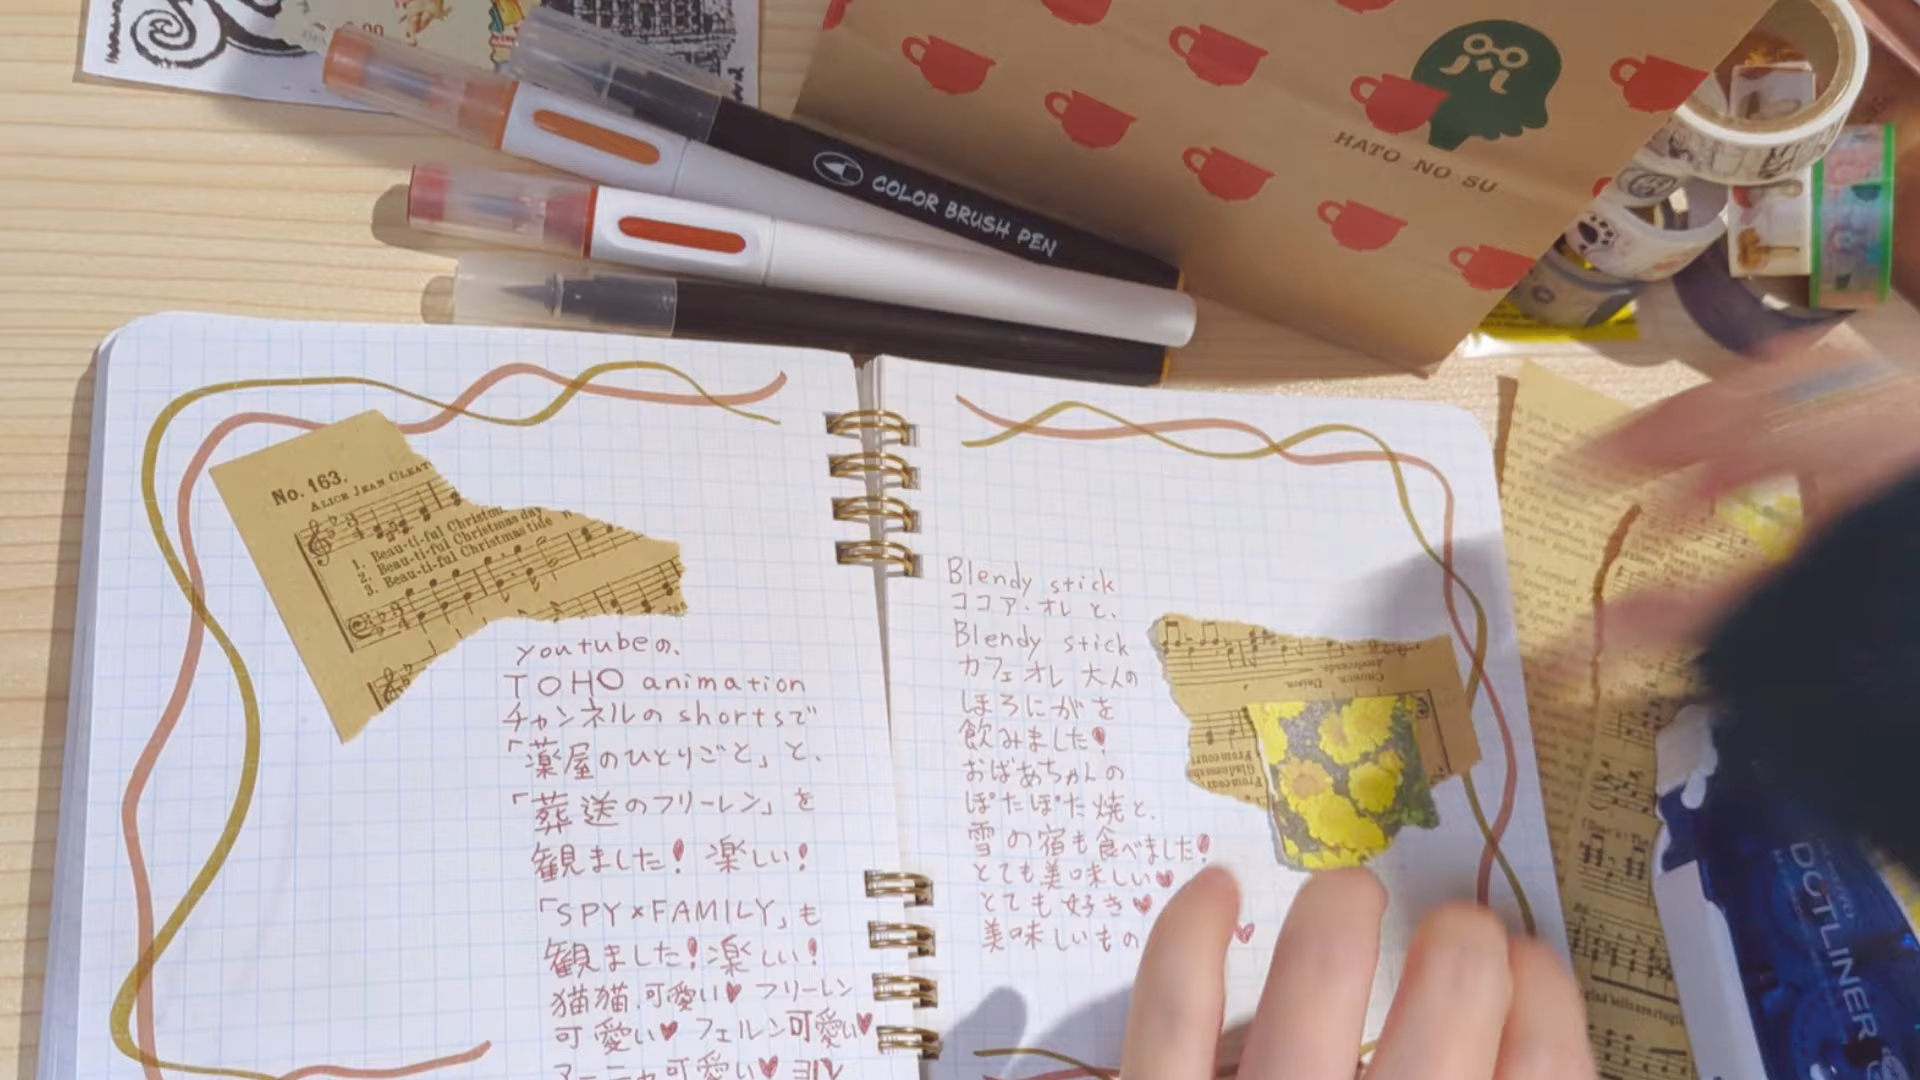 COLOR BRUSH PEN
HATO NO SU
No. 163.
ALICE JEAN CLEAT
1. Beau-ti-ful Christm
2. Beau-ti-ful Christmas day
3. Beau-ti-ful Christmas tide
youtubeの、
TOHO animation
チャンネルのshortsで
「薬屋のひとりごと」と、
「葬送のフリーレン」を
観ました!楽しい!
「SPY×FAMILY」も
観ました!楽しい!
猫猫可愛い♥ フリーレン
可愛い♥ フェルン可愛い♥
アーニャ可愛い♥
Blendy stick
ココア・オレと、
Blendy stick
カフェオレ 大人の
ほろにがを
飲みました!
おばあちゃんの
ぽたぽた焼と、
雪の宿も食べました!
とても美味しい♥
とても好き♥
美味しいもの
DOTLINER